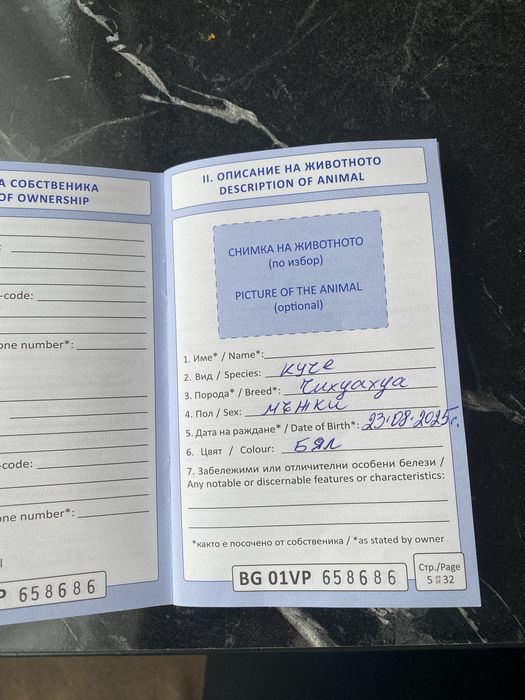 А СОБСТВЕНИКА
OF OWNERSHIP
-code:
one number*:
-code:
one number*:
P 658686
II. ОПИСАНИЕ НА ЖИВОТНОТО
DESCRIPTION OF ANIMAL
СНИМКА НА ЖИВОТНОТО
(по избор)
PICTURE OF THE ANIMAL
(optional)
1. Име* / Name*:
2. Вид / Species: куче
3. Порода* / Breed*: Чихуахуа
4. Пол / Sex: мъжки
5. Дата на раждане* / Date of Birth*: 23.08.2025г.
6. Цвят / Colour: БЯЛ
7. Забележими или отличителни особени белези /
Any notable or discernable features or characteristics:
*както е посочено от собственика / *as stated by owner
BG 01VP 658686
Стр./Page
5 от/of 32